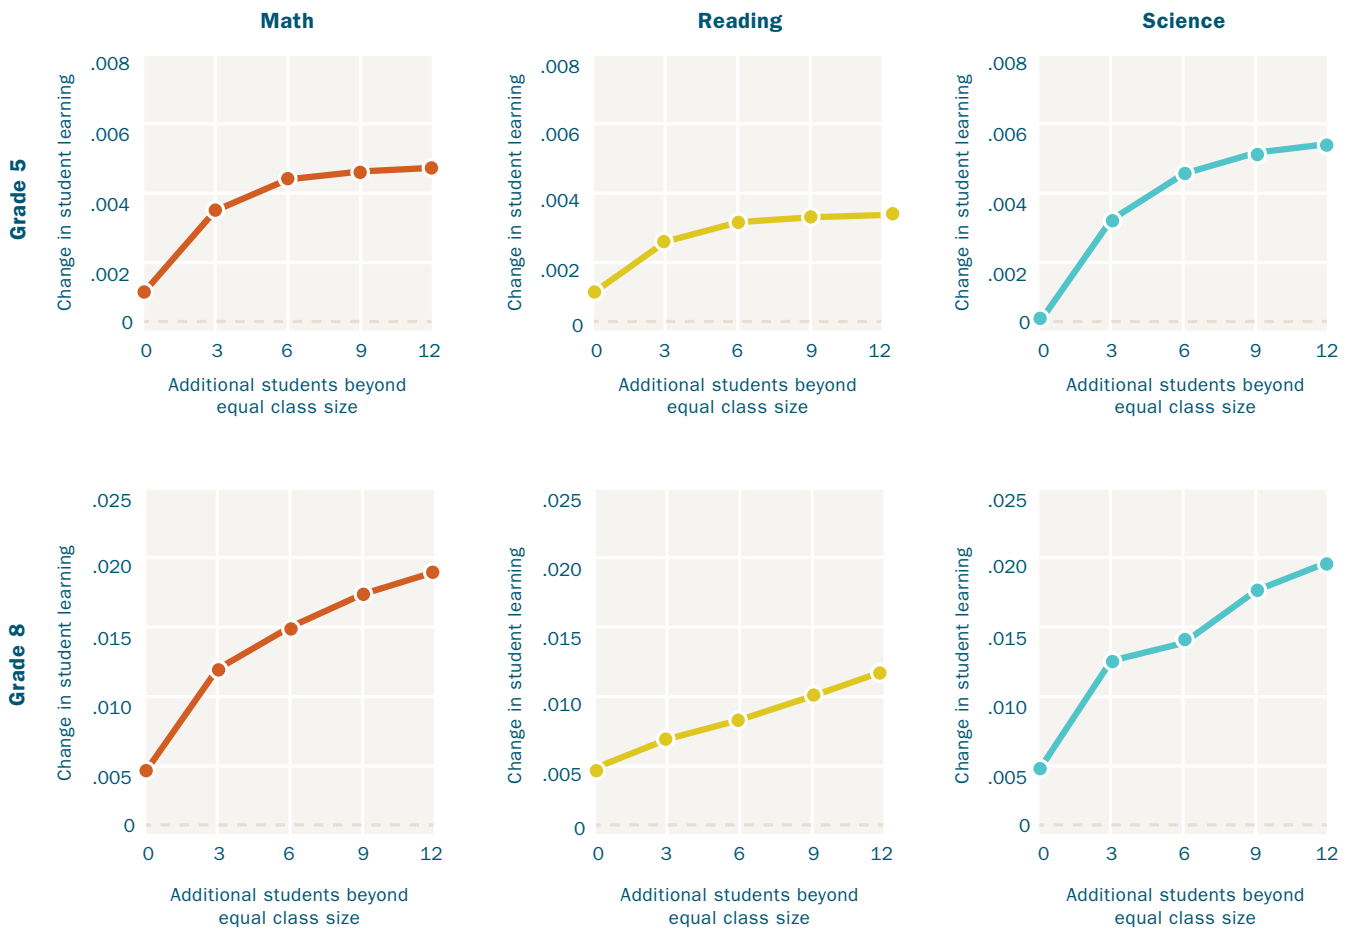 Math
Reading
Science
Grade 5
Change in student learning
.008
.006
.004
.002
0
0 3 6 9 12
Additional students beyond
equal class size
Change in student learning
.008
.006
.004
.002
0
0 3 6 9 12
Additional students beyond
equal class size
Change in student learning
.008
.006
.004
.002
0
0 3 6 9 12
Additional students beyond
equal class size
Grade 8
Change in student learning
.025
.020
.015
.010
.005
0
0 3 6 9 12
Additional students beyond
equal class size
Change in student learning
.025
.020
.015
.010
.005
0
0 3 6 9 12
Additional students beyond
equal class size
Change in student learning
.025
.020
.015
.010
.005
0
0 3 6 9 12
Additional students beyond
equal class size